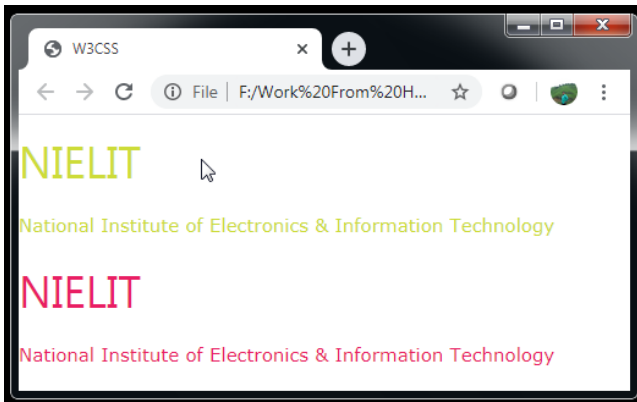 W3CSS
File F:/Work%20From%20H...
NIELIT
National Institute of Electronics & Information Technology
NIELIT
National Institute of Electronics & Information Technology